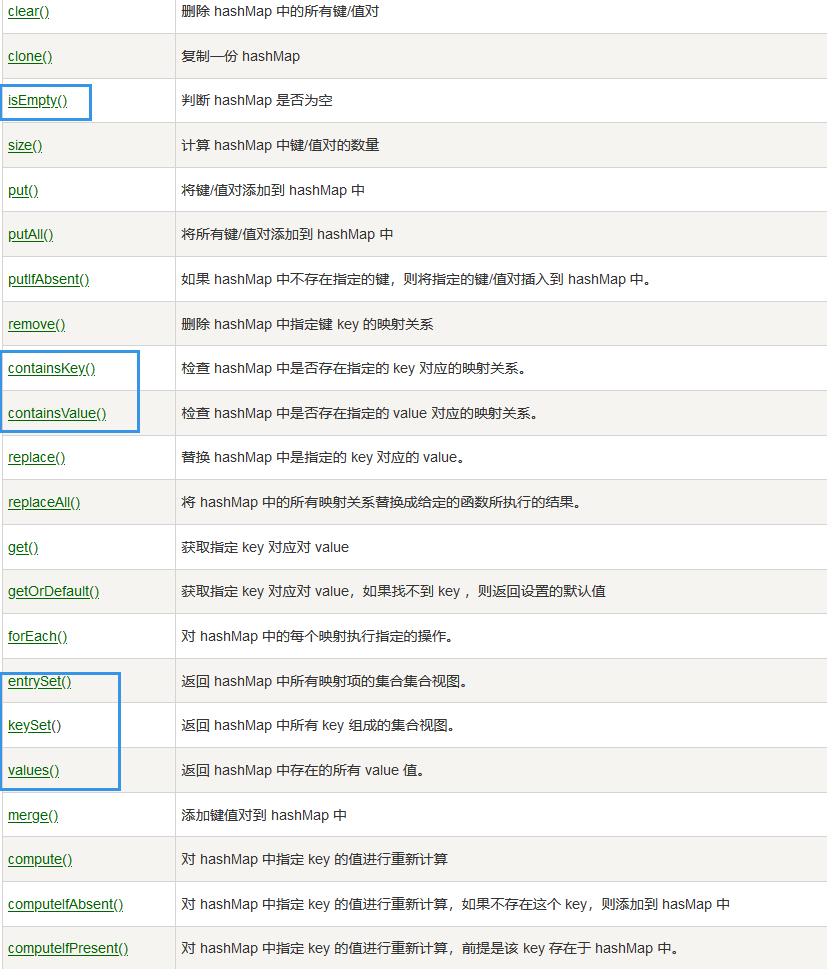 clear() 删除 hashMap 中的所有键/值对
clone() 复制一份 hashMap
isEmpty() 判断 hashMap 是否为空
size() 计算 hashMap 中键/值对的数量
put() 将键/值对添加到 hashMap 中
putAll() 将所有键/值对添加到 hashMap 中
putIfAbsent() 如果 hashMap 中不存在指定的键，则将指定的键/值对插入到 hashMap 中。
remove() 删除 hashMap 中指定键 key 的映射关系
containsKey() 检查 hashMap 中是否存在指定的 key 对应的映射关系。
containsValue() 检查 hashMap 中是否存在指定的 value 对应的映射关系。
replace() 替换 hashMap 中是指定的 key 对应的 value。
replaceAll() 将 hashMap 中的所有映射关系替换成给定的函数所执行的结果。
get() 获取指定 key 对应对 value
getOrDefault() 获取指定 key 对应对 value，如果找不到 key ，则返回设置的默认值
forEach() 对 hashMap 中的每个映射执行指定的操作。
entrySet() 返回 hashMap 中所有映射项的集合集合视图。
keySet() 返回 hashMap 中所有 key 组成的集合视图。
values() 返回 hashMap 中存在的所有 value 值。
merge() 添加键值对到 hashMap 中
compute() 对 hashMap 中指定 key 的值进行重新计算
computeIfAbsent() 对 hashMap 中指定 key 的值进行重新计算，如果不存在这个 key，则添加到 hasMap 中
computeIfPresent() 对 hashMap 中指定 key 的值进行重新计算，前提是该 key 存在于 hashMap 中。